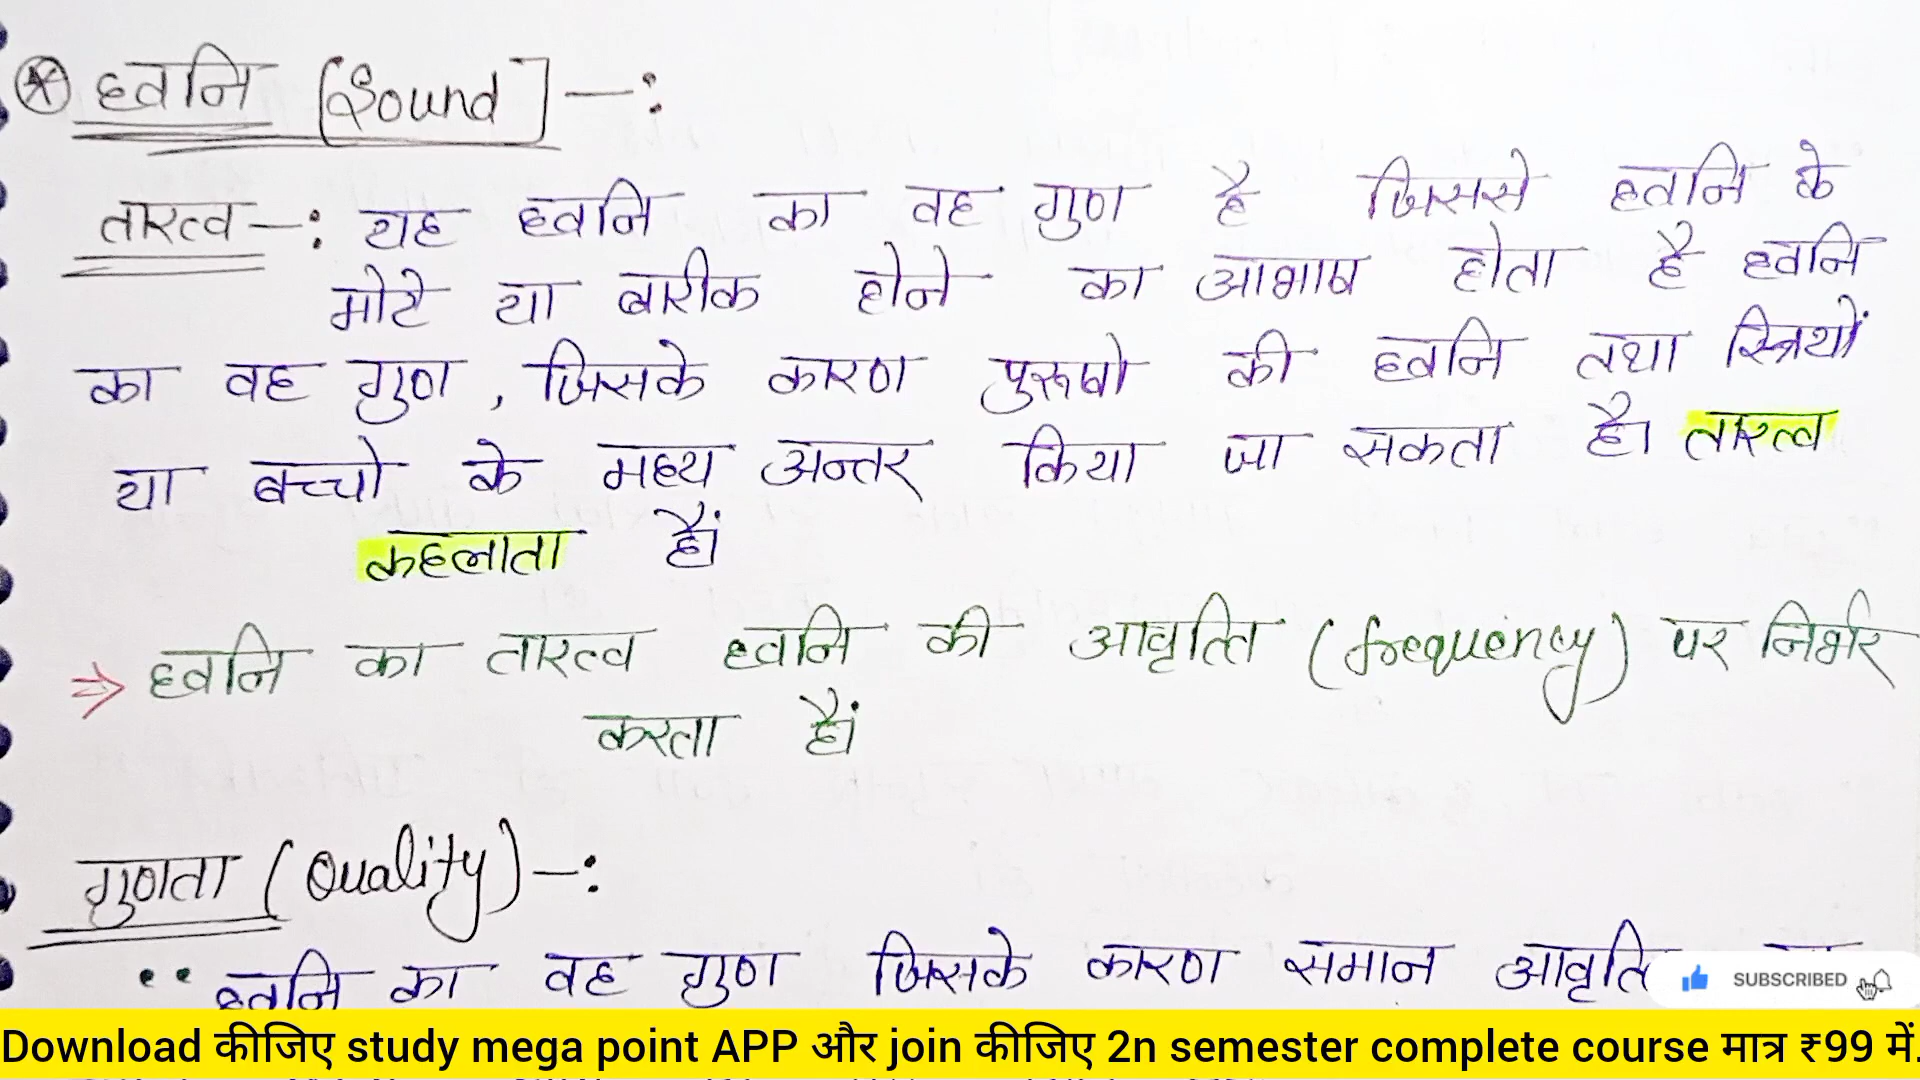 ध्वनि [Sound] —:
तारत्व —: यह ध्वनि का वह गुण है जिससे ध्वनि के
मोटे या बारीक होने का आभाष होता है ध्वनि
का वह गुण, जिसके कारण पुरूषो की ध्वनि तथा स्त्रियों
या बच्चो के मध्य अन्तर किया जा सकता है। तारत्व
कहलाता हैं।
⇒ ध्वनि का तारत्व ध्वनि की आवृत्ति (frequency) पर निर्भर
करता हैं।
गुणता (Quality) —:
ध्वनि का वह गुण जिसके कारण समान आवृति
SUBSCRIBED
Download कीजिए study mega point APP और join कीजिए 2n semester complete course मात्र ₹99 में.